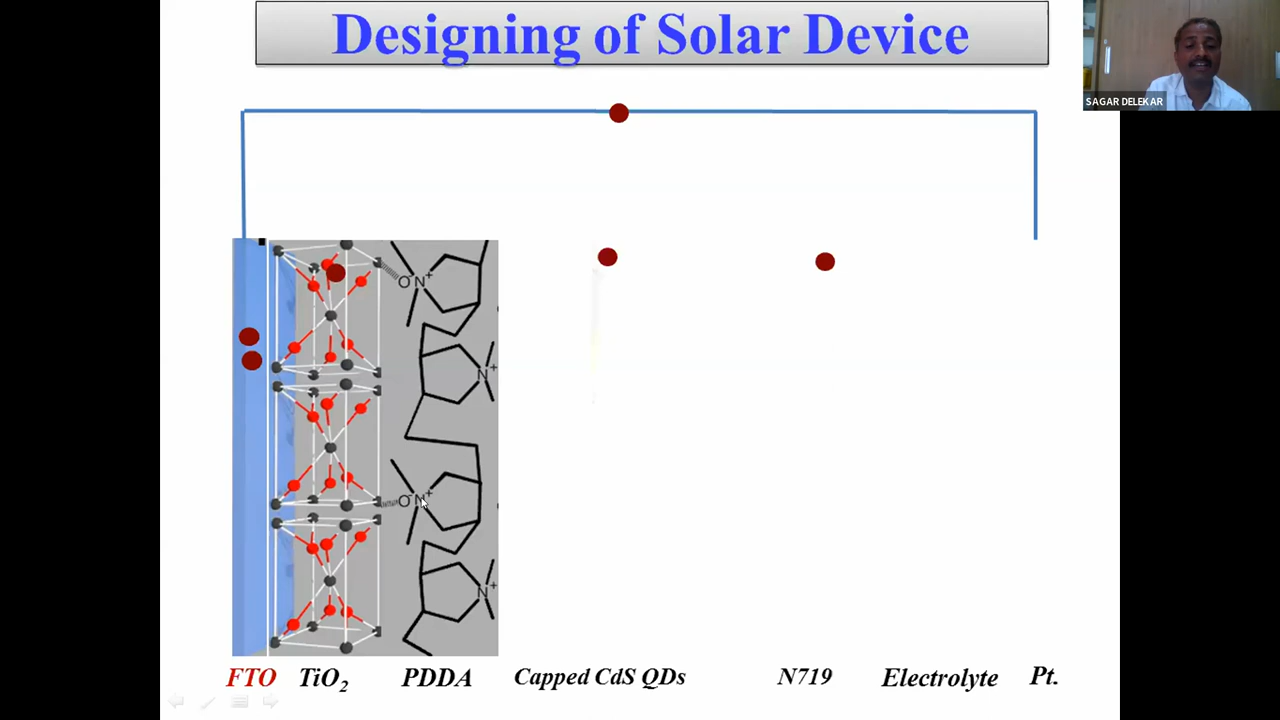 Designing of Solar Device
SAGAR DELEKAR
O N+
N+
O- N+
N+
FTO TiO2 PDDA Capped CdS QDs N719 Electrolyte Pt.